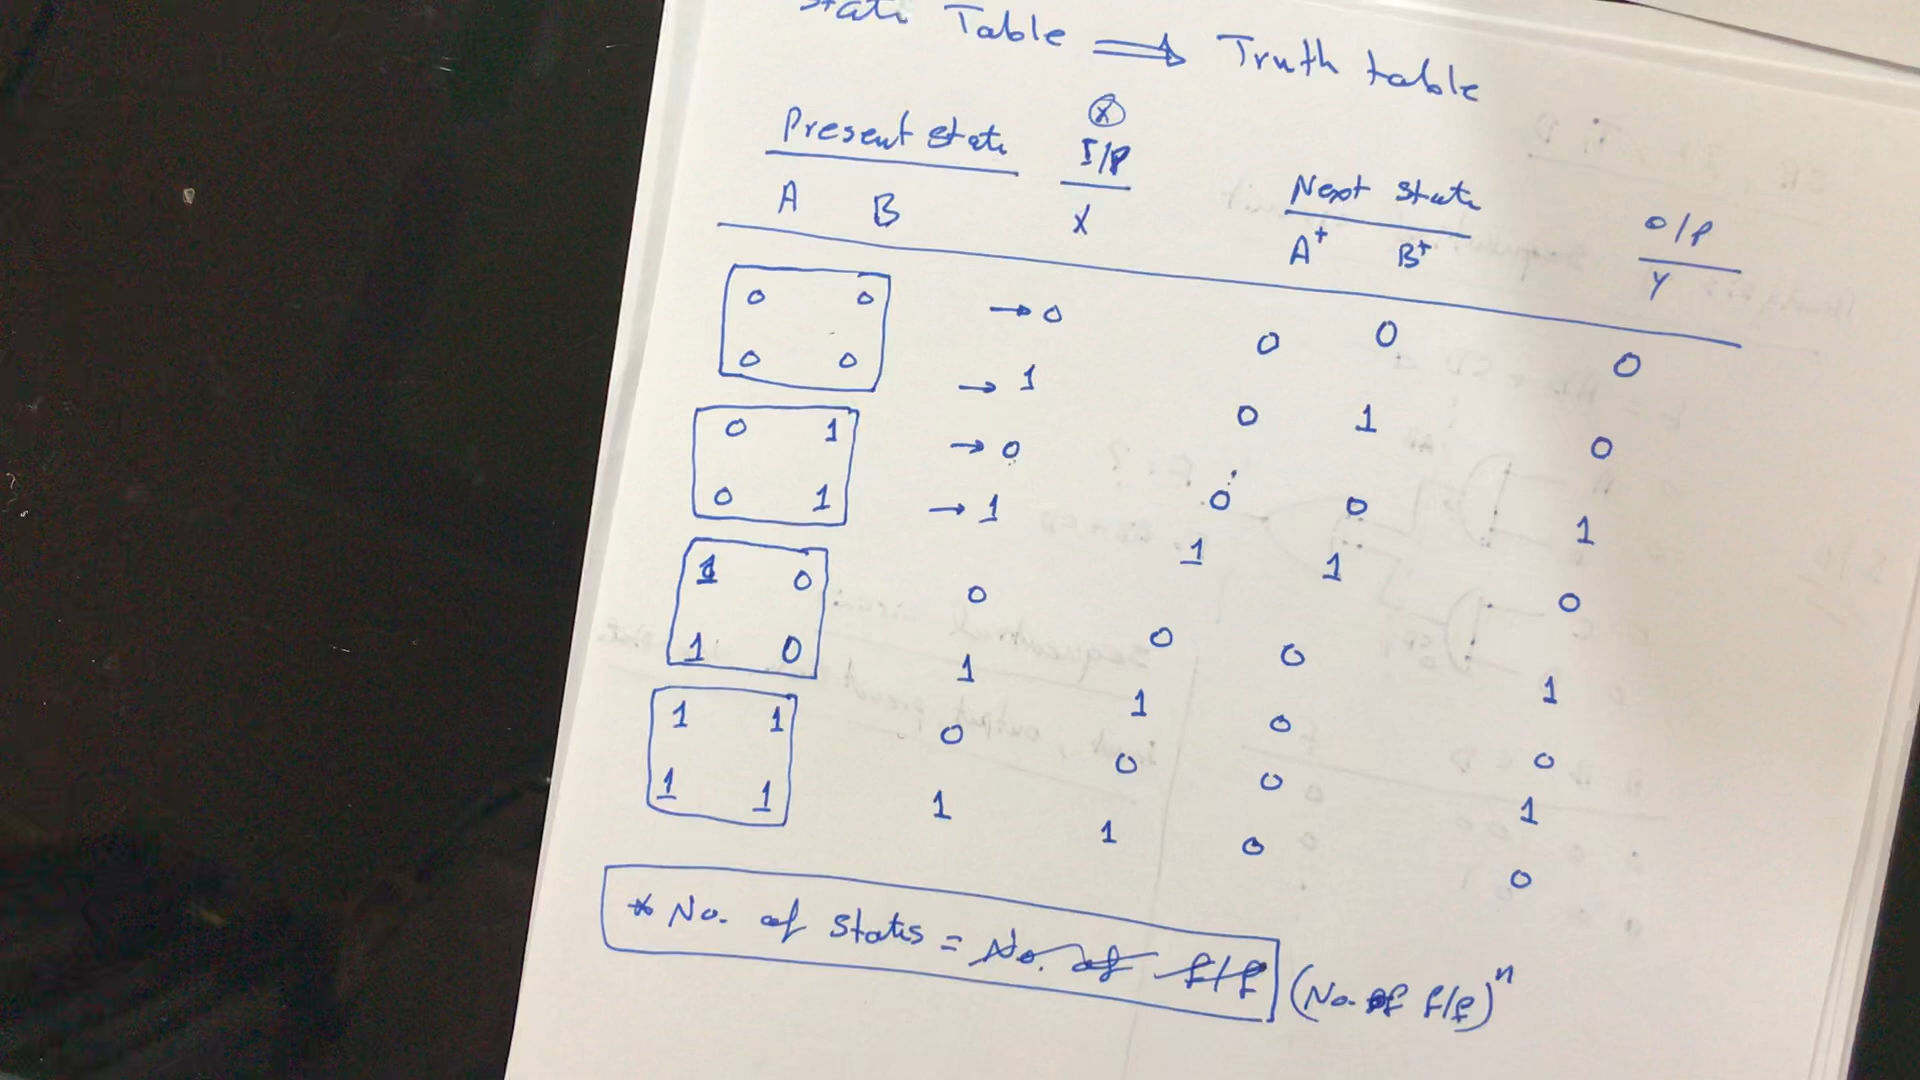 State Table ⟹ Truth table
Present state X I/P Next state O/P
A B X A⁺ B⁺ Y
0 0 → 0 0 0 0
0 0 → 1 0 1 0
0 1 → 0 0 0 1
0 1 → 1 1 1 0
1 0 0 0 0 1
1 0 1 1 0 0
1 1 0 0 0 1
1 1 1 1 0 0
* No. of states = No. of f/f (No. of f/f)ⁿ